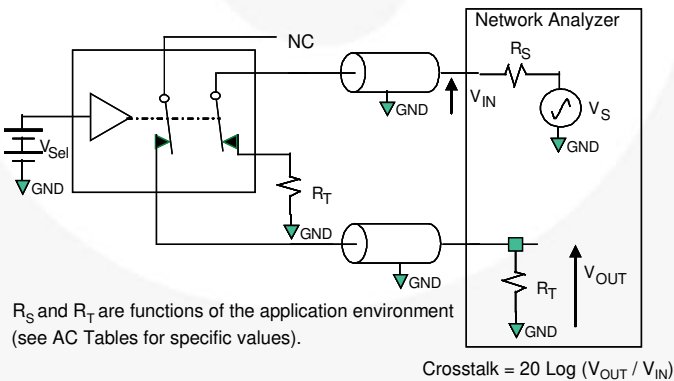 Network Analyzer
NC
R_S
V_IN
V_S
GND
GND
V_Sel
GND
R_T
GND
GND
R_T
V_OUT
GND
R_S and R_T are functions of the application environment
(see AC Tables for specific values).
Crosstalk = 20 Log (V_OUT / V_IN)